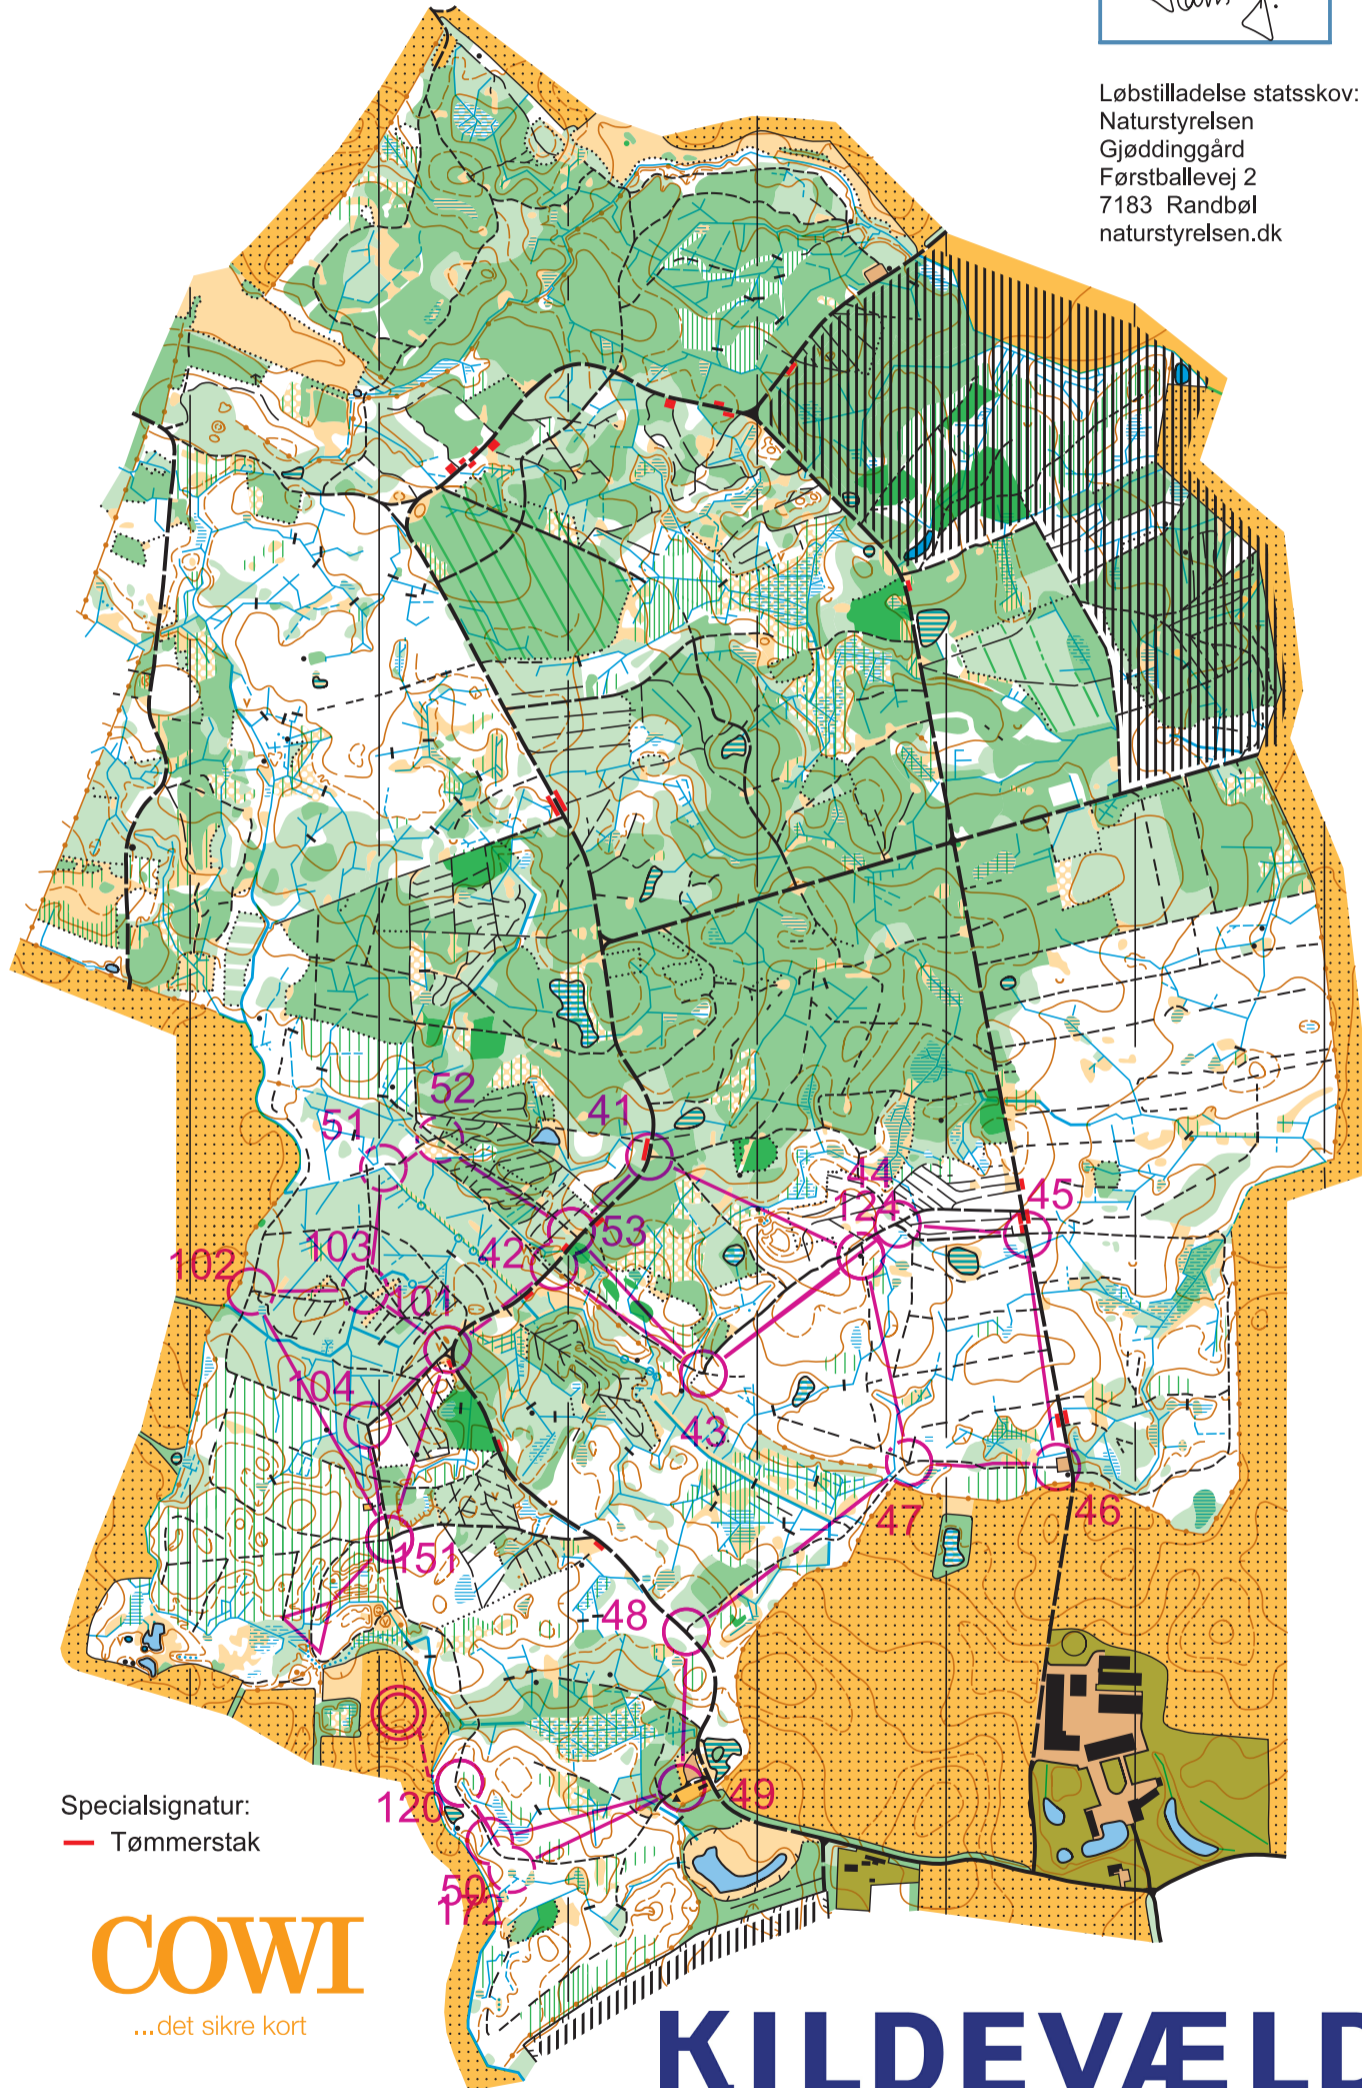 Løbstilladelse statsskov:
Naturstyrelsen
Gjøddinggård
Førstballevej 2
7183 Randbøl
naturstyrelsen.dk
52
51
41
44
124
45
53
42
103
102
101
104
43
47
46
151
48
49
120
50
172
Specialsignatur:
Tømmerstak
COWI
...det sikre kort
KILDEVÆLD